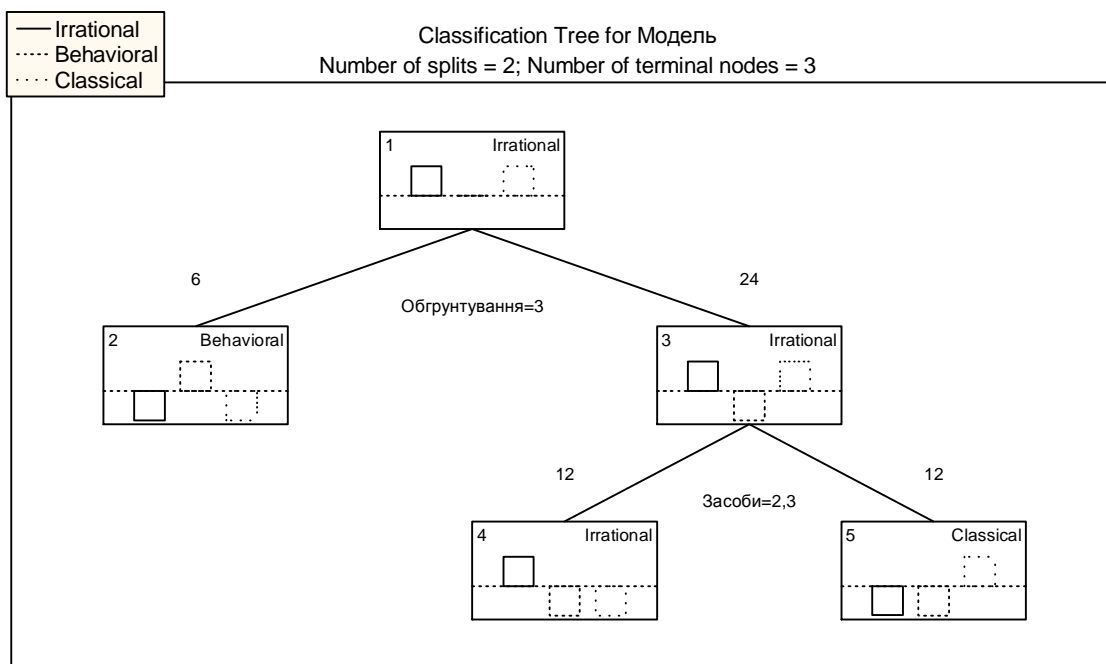 Irrational
Behavioral
Classical
Classification Tree for Модель
Number of splits = 2; Number of terminal nodes = 3
1 Irrational
6
24
Обгрунтування=3
2 Behavioral
3 Irrational
12
12
Засоби=2,3
4 Irrational
5 Classical